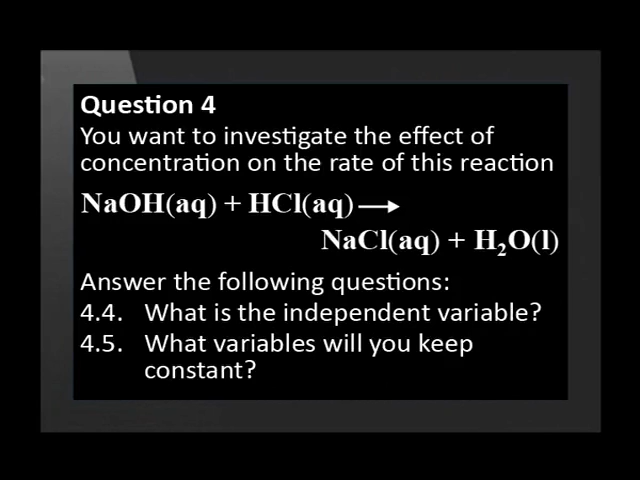 Question 4
You want to investigate the effect of
concentration on the rate of this reaction
NaOH(aq) + HCl(aq) ⟶
NaCl(aq) + H₂O(l)
Answer the following questions:
4.4. What is the independent variable?
4.5. What variables will you keep
constant?